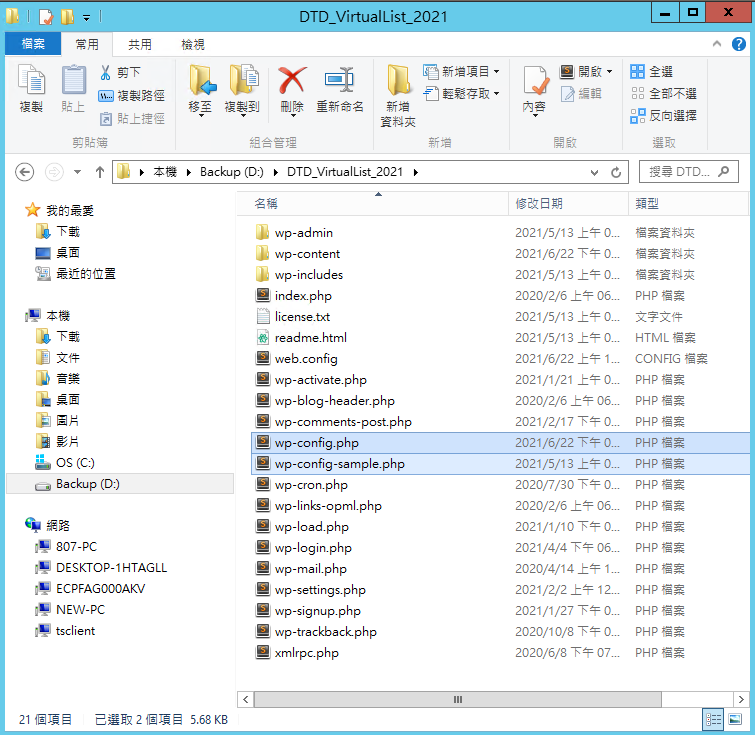 DTD_VirtualList_2021
檔案 常用 共用 檢視
複製 貼上 剪下 複製路徑 貼上捷徑 移至 複製到 刪除 重新命名 新增資料夾 新增項目 輕鬆存取 內容 開啟 編輯 全選 全部不選 反向選擇
剪貼簿 組合管理 新增 開啟 選取
本機 Backup (D:) DTD_VirtualList_2021 搜尋 DTD...
我的最愛
下載
桌面
最近的位置
本機
下載
文件
音樂
桌面
圖片
影片
OS (C:)
Backup (D:)
網路
807-PC
DESKTOP-1HTAGLL
ECPFAG000AKV
NEW-PC
tsclient
名稱 修改日期 類型
wp-admin 2021/5/13 上午 0... 檔案資料夾
wp-content 2021/6/22 下午 0... 檔案資料夾
wp-includes 2021/5/13 上午 0... 檔案資料夾
index.php 2020/2/6 上午 06... PHP 檔案
license.txt 2021/5/13 上午 0... 文字文件
readme.html 2021/5/13 上午 0... HTML 檔案
web.config 2021/6/22 上午 1... CONFIG 檔案
wp-activate.php 2021/1/21 上午 0... PHP 檔案
wp-blog-header.php 2020/2/6 上午 06... PHP 檔案
wp-comments-post.php 2021/2/17 下午 0... PHP 檔案
wp-config.php 2021/6/22 下午 0... PHP 檔案
wp-config-sample.php 2021/5/13 上午 0... PHP 檔案
wp-cron.php 2020/7/30 下午 0... PHP 檔案
wp-links-opml.php 2020/2/6 上午 06... PHP 檔案
wp-load.php 2021/1/10 下午 0... PHP 檔案
wp-login.php 2021/4/4 下午 06... PHP 檔案
wp-mail.php 2020/4/14 上午 1... PHP 檔案
wp-settings.php 2021/2/2 上午 12... PHP 檔案
wp-signup.php 2021/1/27 上午 0... PHP 檔案
wp-trackback.php 2020/10/8 下午 0... PHP 檔案
xmlrpc.php 2020/6/8 下午 07... PHP 檔案
21 個項目 已選取 2 個項目 5.68 KB